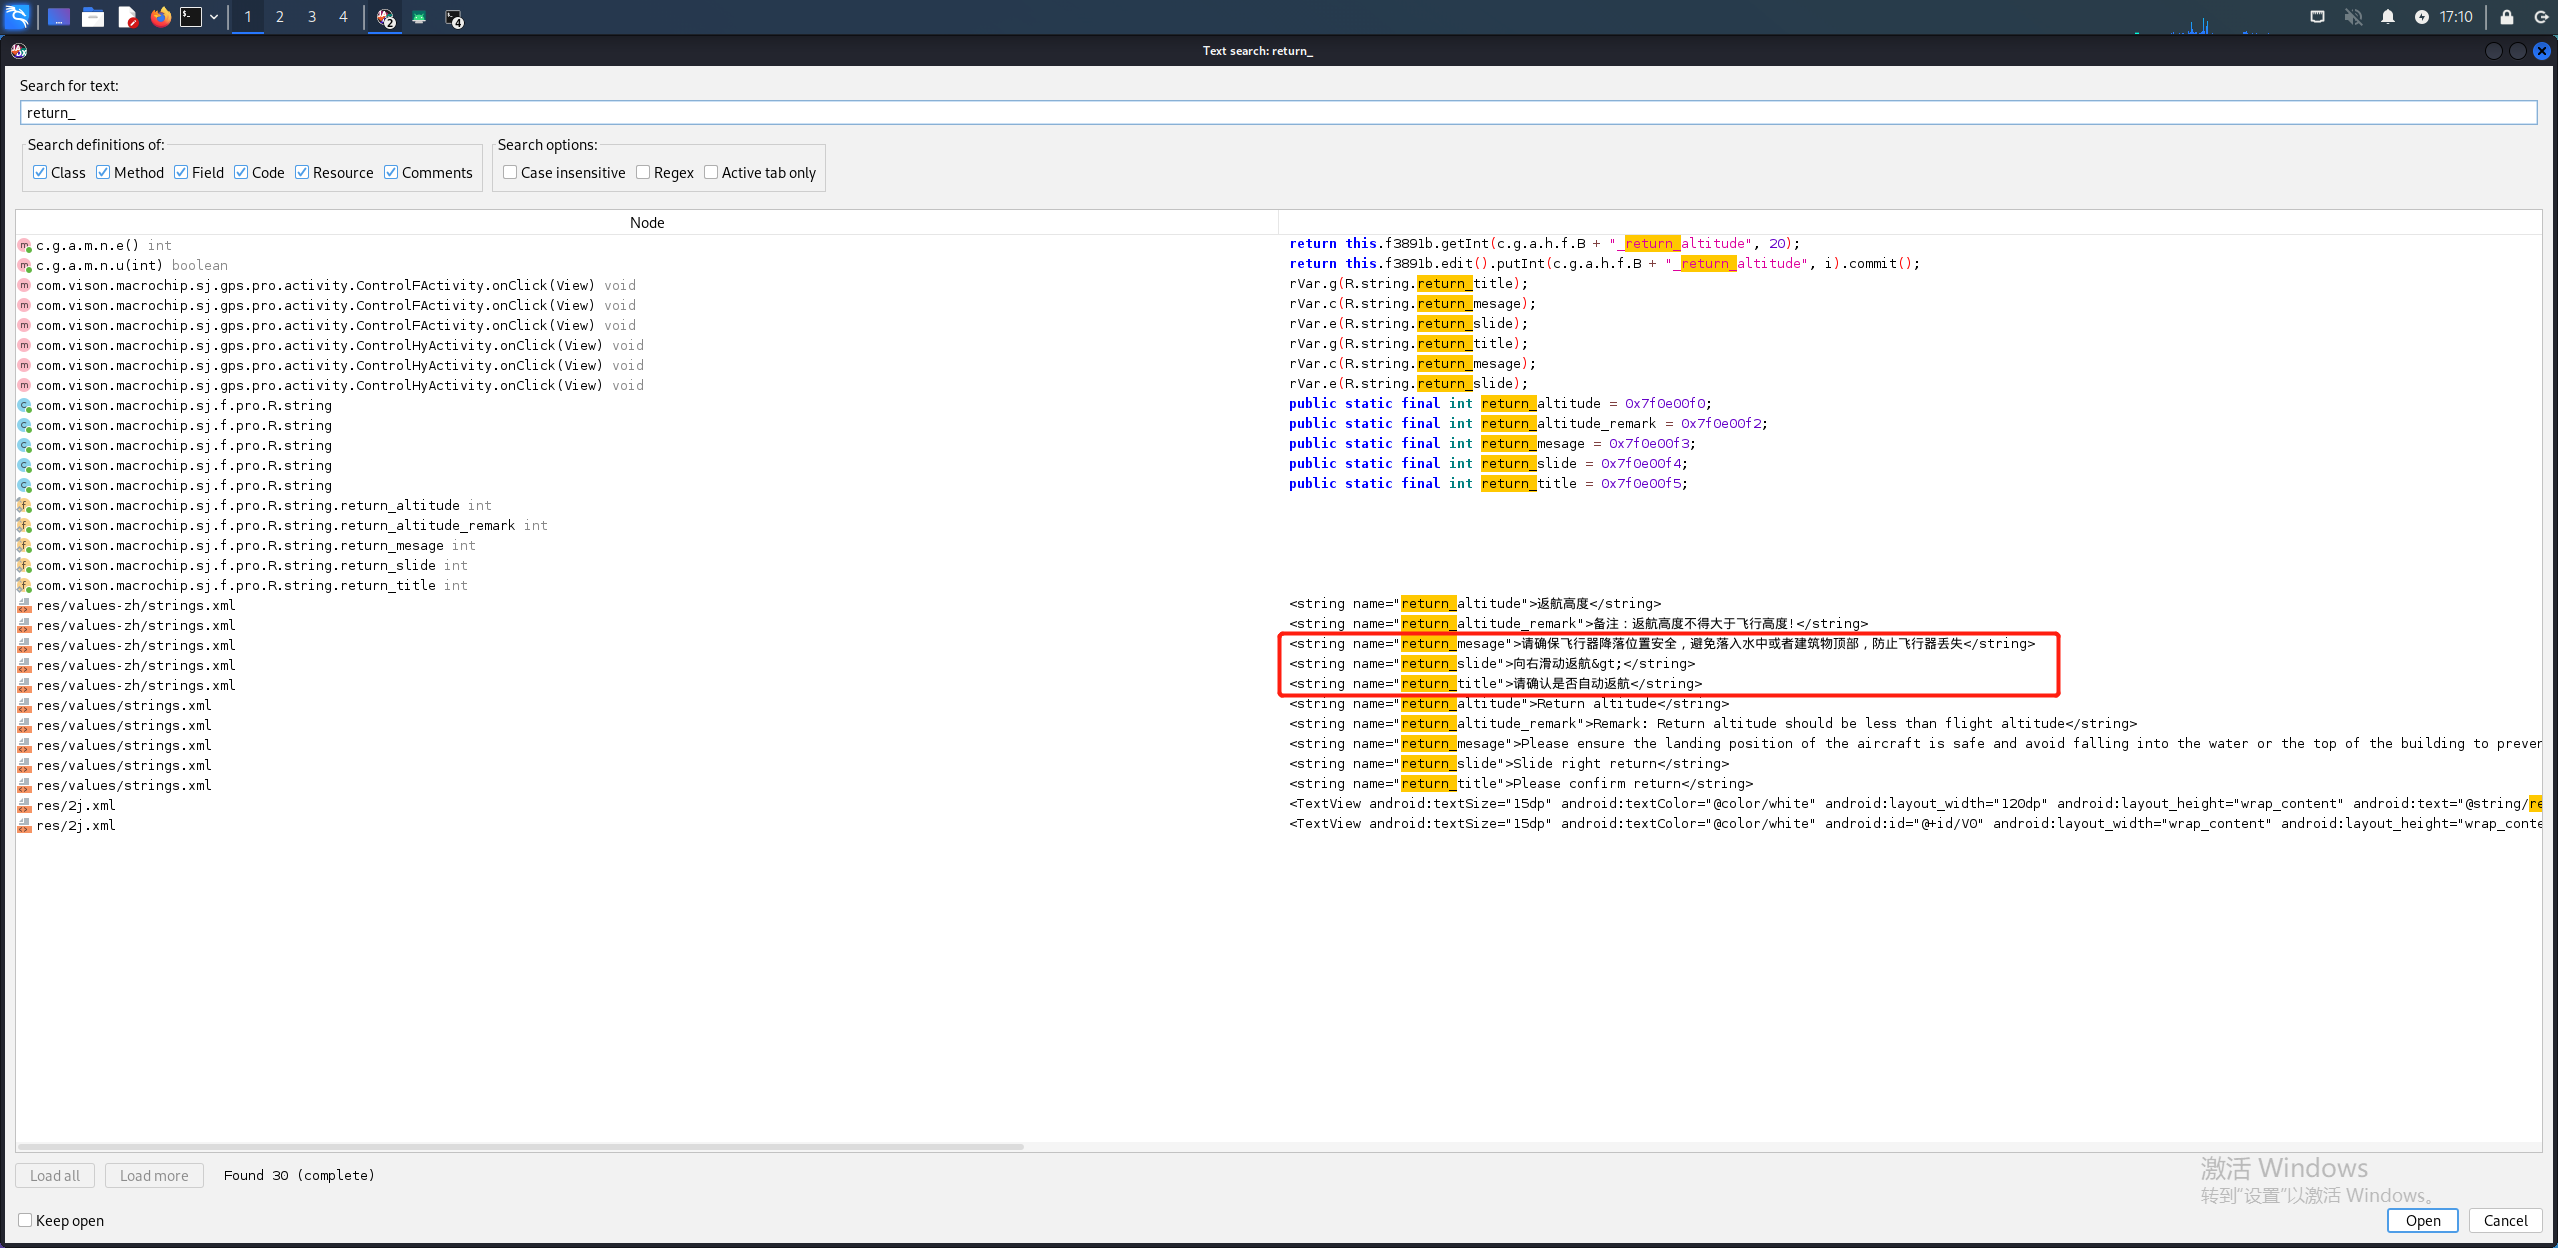 1 2 3 4 2 4 17:10
Text search: return_
Search for text:
return_
Search definitions of: Search options:
Class Method Field Code Resource Comments Case insensitive Regex Active tab only
Node
c.g.a.m.n.e() int return this.f3891b.getInt(c.g.a.h.f.B + "_return_altitude", 20);
c.g.a.m.n.u(int) boolean return this.f3891b.edit().putInt(c.g.a.h.f.B + "_return_altitude", i).commit();
com.vison.macrochip.sj.gps.pro.activity.ControlFActivity.onClick(View) void rVar.g(R.string.return_title);
com.vison.macrochip.sj.gps.pro.activity.ControlFActivity.onClick(View) void rVar.c(R.string.return_mesage);
com.vison.macrochip.sj.gps.pro.activity.ControlFActivity.onClick(View) void rVar.e(R.string.return_slide);
com.vison.macrochip.sj.gps.pro.activity.ControlHyActivity.onClick(View) void rVar.g(R.string.return_title);
com.vison.macrochip.sj.gps.pro.activity.ControlHyActivity.onClick(View) void rVar.c(R.string.return_mesage);
com.vison.macrochip.sj.gps.pro.activity.ControlHyActivity.onClick(View) void rVar.e(R.string.return_slide);
com.vison.macrochip.sj.f.pro.R.string public static final int return_altitude = 0x7f0e00f0;
com.vison.macrochip.sj.f.pro.R.string public static final int return_altitude_remark = 0x7f0e00f2;
com.vison.macrochip.sj.f.pro.R.string public static final int return_mesage = 0x7f0e00f3;
com.vison.macrochip.sj.f.pro.R.string public static final int return_slide = 0x7f0e00f4;
com.vison.macrochip.sj.f.pro.R.string public static final int return_title = 0x7f0e00f5;
com.vison.macrochip.sj.f.pro.R.string.return_altitude int
com.vison.macrochip.sj.f.pro.R.string.return_altitude_remark int
com.vison.macrochip.sj.f.pro.R.string.return_mesage int
com.vison.macrochip.sj.f.pro.R.string.return_slide int
com.vison.macrochip.sj.f.pro.R.string.return_title int
res/values-zh/strings.xml <string name="return_altitude">返航高度</string>
res/values-zh/strings.xml <string name="return_altitude_remark">备注：返航高度不得大于飞行高度!</string>
res/values-zh/strings.xml <string name="return_mesage">请确保飞行器降落位置安全，避免落入水中或者建筑物顶部，防止飞行器丢失</string>
res/values-zh/strings.xml <string name="return_slide">向右滑动返航&gt;</string>
res/values-zh/strings.xml <string name="return_title">请确认是否自动返航</string>
res/values/strings.xml <string name="return_altitude">Return altitude</string>
res/values/strings.xml <string name="return_altitude_remark">Remark: Return altitude should be less than flight altitude</string>
res/values/strings.xml <string name="return_mesage">Please ensure the landing position of the aircraft is safe and avoid falling into the water or the top of the building to preven
res/values/strings.xml <string name="return_slide">Slide right return</string>
res/values/strings.xml <string name="return_title">Please confirm return</string>
res/2j.xml <TextView android:textSize="15dp" android:textColor="@color/white" android:layout_width="120dp" android:layout_height="wrap_content" android:text="@string/re
res/2j.xml <TextView android:textSize="15dp" android:textColor="@color/white" android:id="@+id/V0" android:layout_width="wrap_content" android:layout_height="wrap_conte
Load all Load more Found 30 (complete)
激活 Windows
转到"设置"以激活 Windows。
Keep open Open Cancel